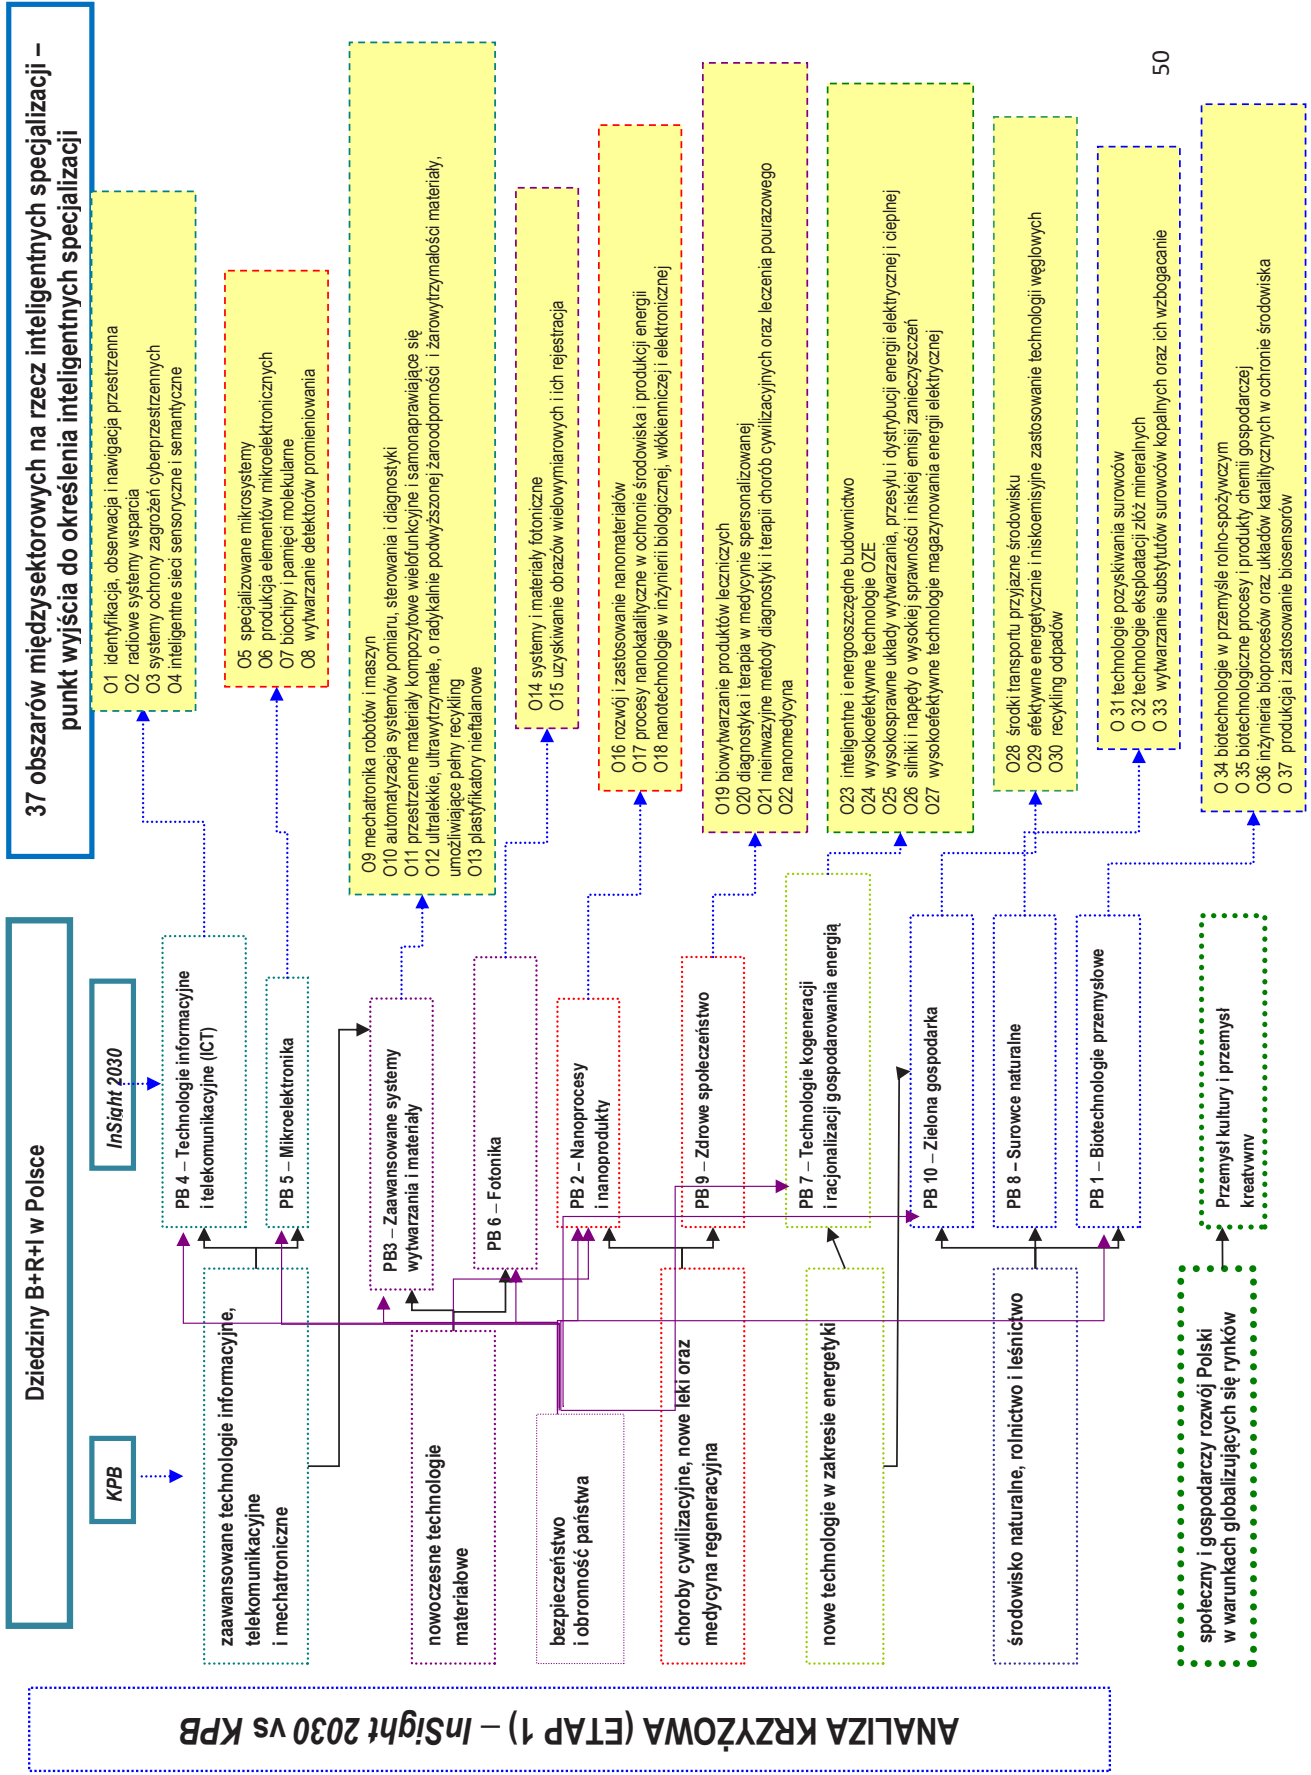 ANALIZA KRZYŻOWA (ETAP 1) – InSight 2030 vs KPB
Dziedziny B+R+I w Polsce
37 obszarów międzysektorowych na rzecz inteligentnych specjalizacji –
punkt wyjścia do określenia inteligentnych specjalizacji
KPB
InSight 2030
zaawansowane technologie informacyjne,
telekomunikacyjne
i mechatroniczne
nowoczesne technologie
materiałowe
bezpieczeństwo
i obronność państwa
choroby cywilizacyjne, nowe leki oraz
medycyna regeneracyjna
nowe technologie w zakresie energetyki
środowisko naturalne, rolnictwo i leśnictwo
społeczny i gospodarczy rozwój Polski
w warunkach globalizujących się rynków
PB 4 – Technologie informacyjne
i telekomunikacyjne (ICT)
PB 5 – Mikroelektronika
PB3 – Zaawansowane systemy
wytwarzania i materiały
PB 6 – Fotonika
PB 2 – Nanoprocesy
i nanoprodukty
PB 9 – Zdrowe społeczeństwo
PB 7 – Technologie kogeneracji
i racjonalizacji gospodarowania energią
PB 10 – Zielona gospodarka
PB 8 – Surowce naturalne
PB 1 – Biotechnologie przemysłowe
Przemysł kultury i przemysł
kreatywny
O1 identyfikacja, obserwacja i nawigacja przestrzenna
O2 radiowe systemy wsparcia
O3 systemy ochrony zagrożeń cyberprzestrzennych
O4 inteligentne sieci sensoryczne i semantyczne
O5 specjalizowane mikrosystemy
O6 produkcja elementów mikroelektronicznych
O7 biochipy i pamięci molekularne
O8 wytwarzanie detektorów promieniowania
O9 mechatronika robotów i maszyn
O10 automatyzacja systemów pomiaru, sterowania i diagnostyki
O11 przestrzenne materiały kompozytowe wielofunkcyjne i samonaprawiające się
O12 ultralekkie, ultrawytrzymałe, o radykalnie podwyższonej żaroodporności i żarowytrzymałości materiały,
umożliwiające pełny recykling
O13 plastyfikatory nieftalanowe
O14 systemy i materiały fotoniczne
O15 uzyskiwanie obrazów wielowymiarowych i ich rejestracja
O16 rozwój i zastosowanie nanomateriałów
O17 procesy nanokatalityczne w ochronie środowiska i produkcji energii
O18 nanotechnologie w inżynierii biologicznej, włókienniczej i elektronicznej
O19 biowytwarzanie produktów leczniczych
O20 diagnostyka i terapia w medycynie spersonalizowanej
O21 nieinwazyjne metody diagnostyki i terapii chorób cywilizacyjnych oraz leczenia pourazowego
O22 nanomedycyna
O23 inteligentne i energooszczędne budownictwo
O24 wysokoefektywne technologie OZE
O25 wysokosprawne układy wytwarzania, przesyłu i dystrybucji energii elektrycznej i cieplnej
O26 silniki i napędy o wysokiej sprawności i niskiej emisji zanieczyszczeń
O27 wysokoefektywne technologie magazynowania energii elektrycznej
O28 środki transportu przyjazne środowisku
O29 efektywne energetycznie i niskoemisyjne zastosowanie technologii węglowych
O30 recykling odpadów
O 31 technologie pozyskiwania surowców
O 32 technologie eksploatacji złóż mineralnych
O 33 wytwarzanie substytutów surowców kopalnych oraz ich wzbogacanie
O 34 biotechnologie w przemyśle rolno-spożywczym
O 35 biotechnologiczne procesy i produkty chemii gospodarczej
O36 inżynieria bioprocesów oraz układów katalitycznych w ochronie środowiska
O 37 produkcja i zastosowanie biosensorów
50